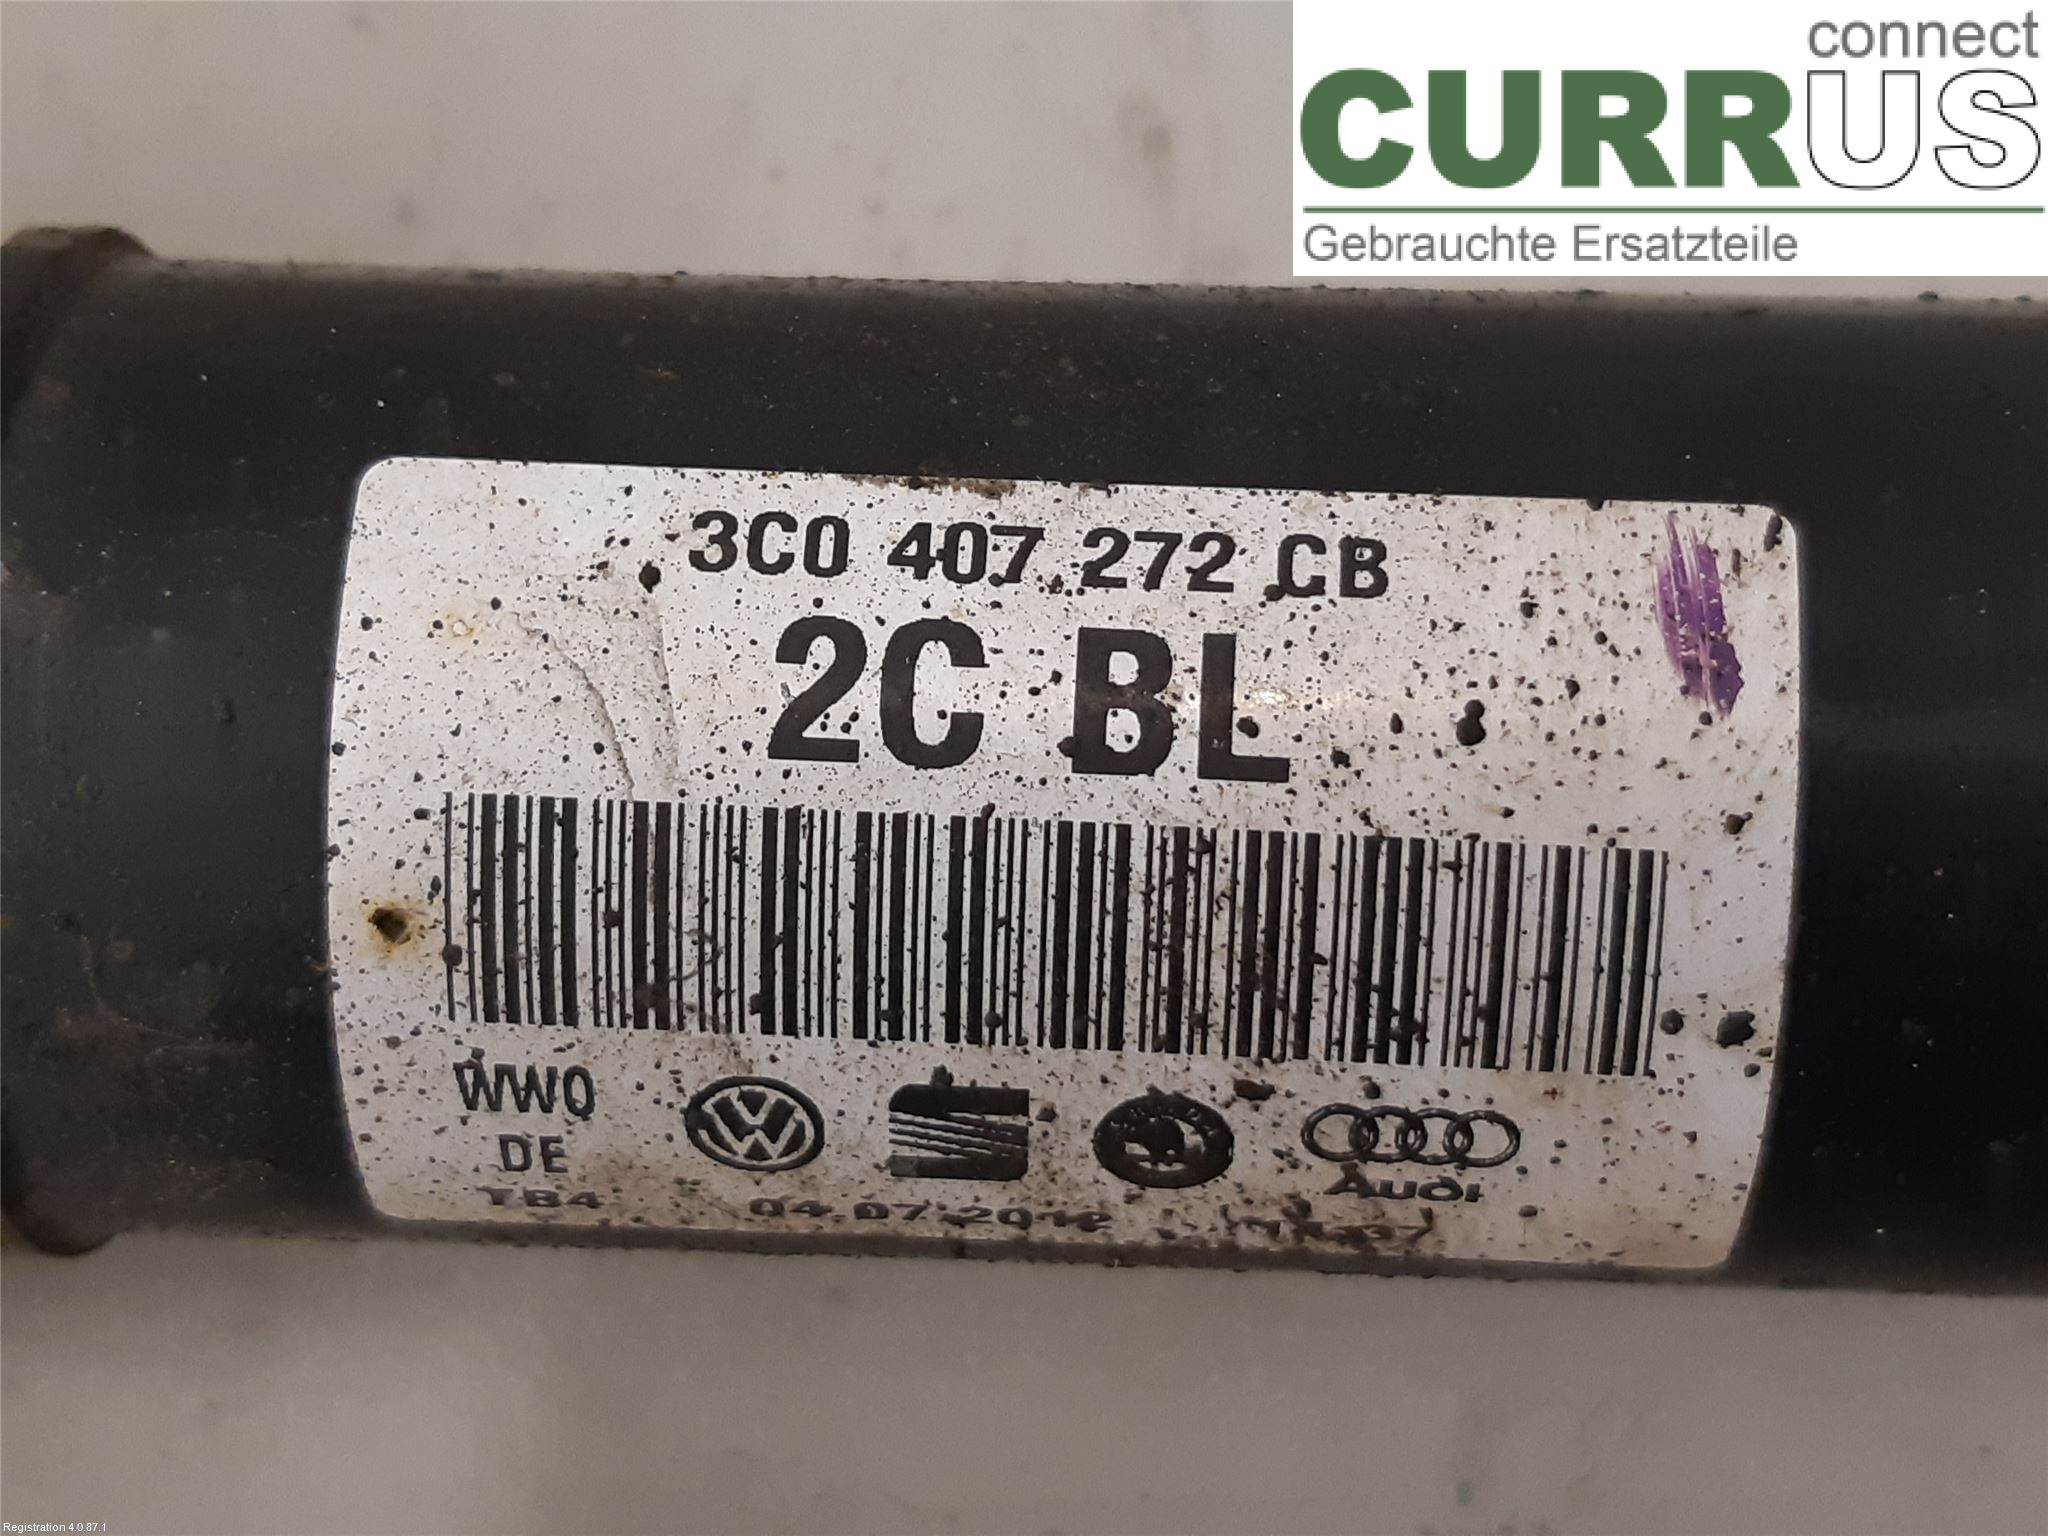 connect
CURRUS
Gebrauchte Ersatzteile
3C0 407 272 CB
2C BL
WWO
DE
TB4
04.07.2012
Audi
Registration 4.0.87.1